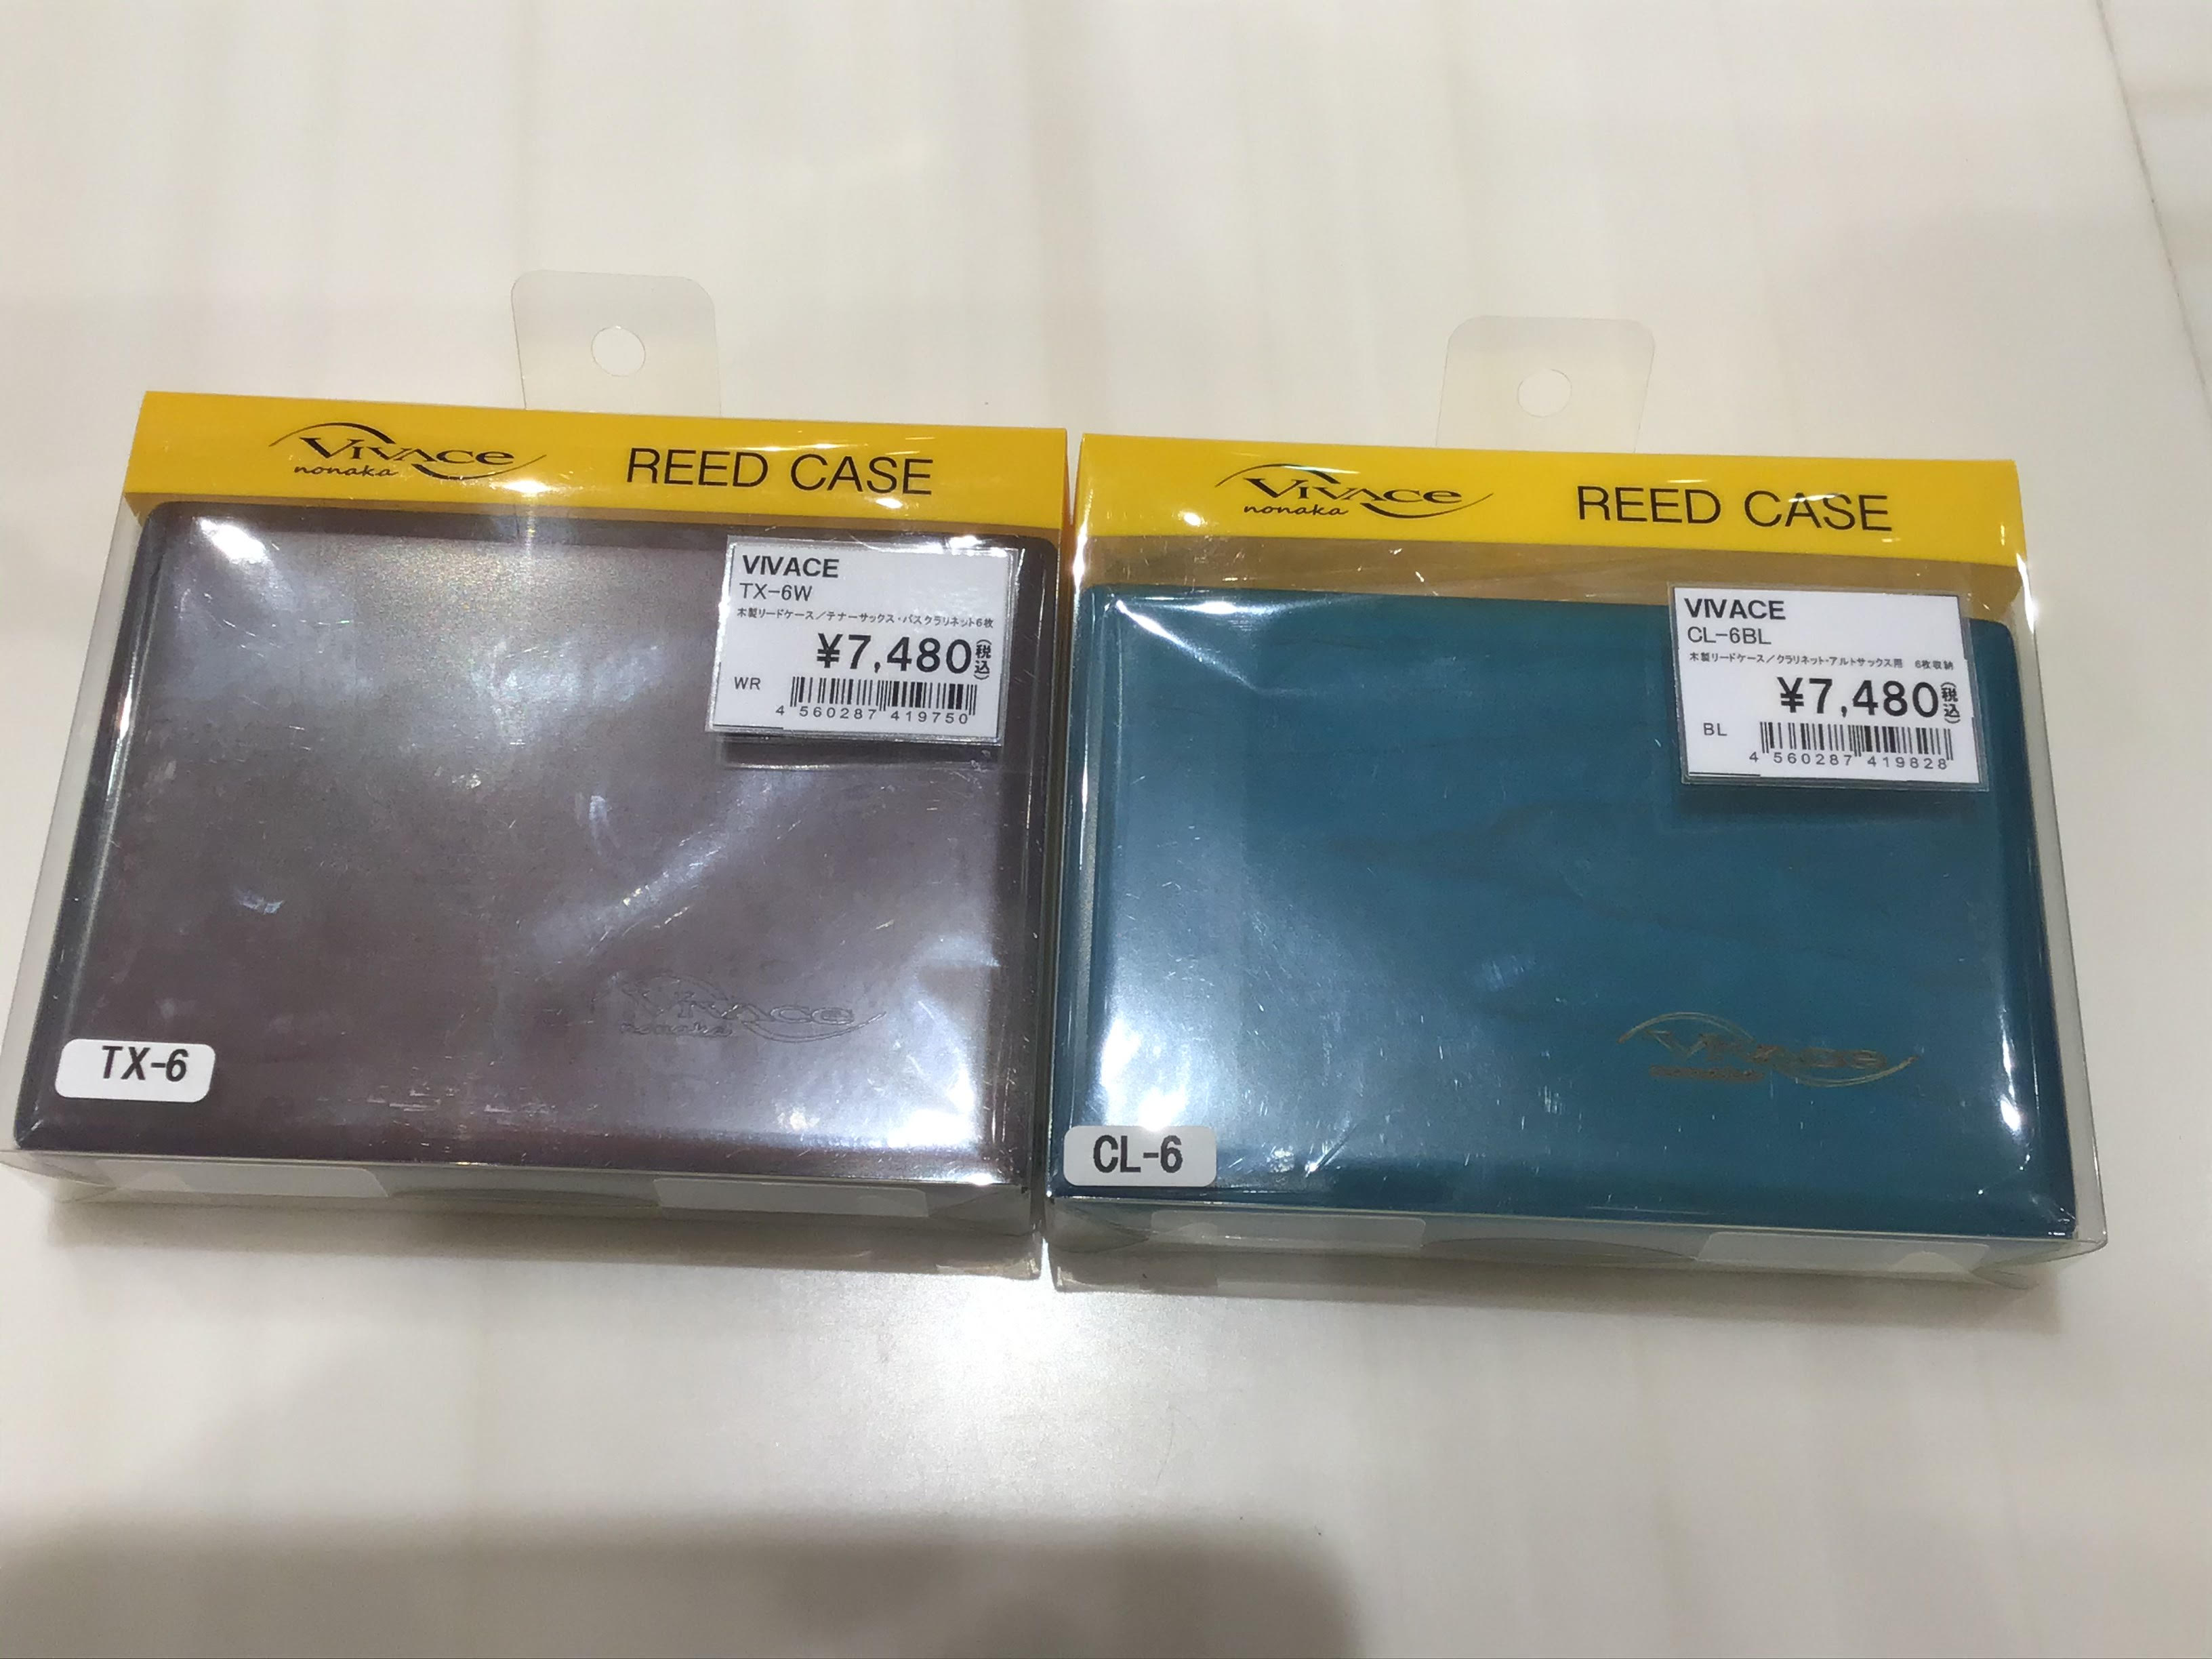 VIVACE
nonaka
REED CASE
VIVACE
TX-6W
木製リードケース／テナーサックス・バスクラリネット6枚
¥7,480(税込)
WR
4 560287 419750
VIVACE
nonaka
TX-6
VIVACE
nonaka
REED CASE
VIVACE
CL-6BL
木製リードケース／クラリネット・アルトサックス用 6枚収納
¥7,480(税込)
BL
4 560287 419828
VIVACE
nonaka
CL-6